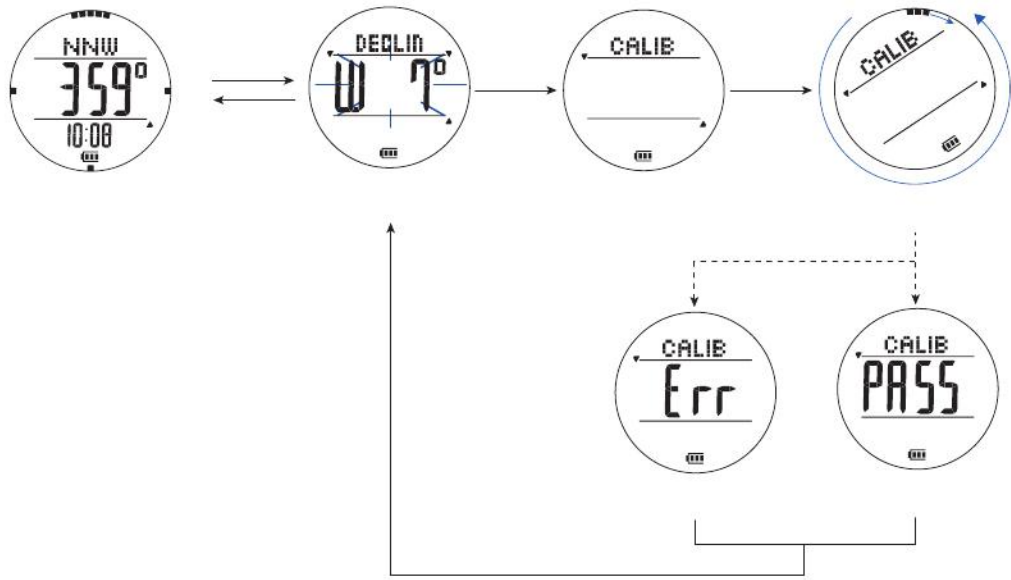 NNW
359°
10:08
DECLIN
W 7°
CALIB
CALIB
CALIB
Err
CALIB
PASS